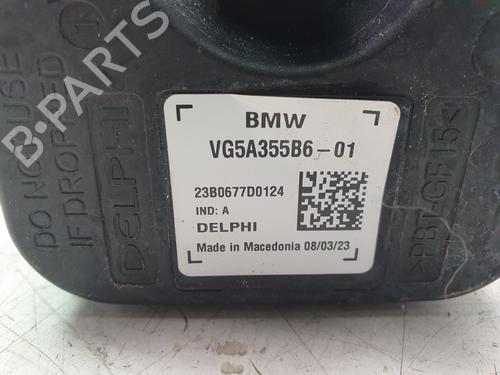 BMW
VG5A355B6-01
23B0677D0124
IND: A
DELPHI
Made in Macedonia 08/03/23
DO NOT USE
IF DROPPED
DELPHI
>PBT-GF15<
1